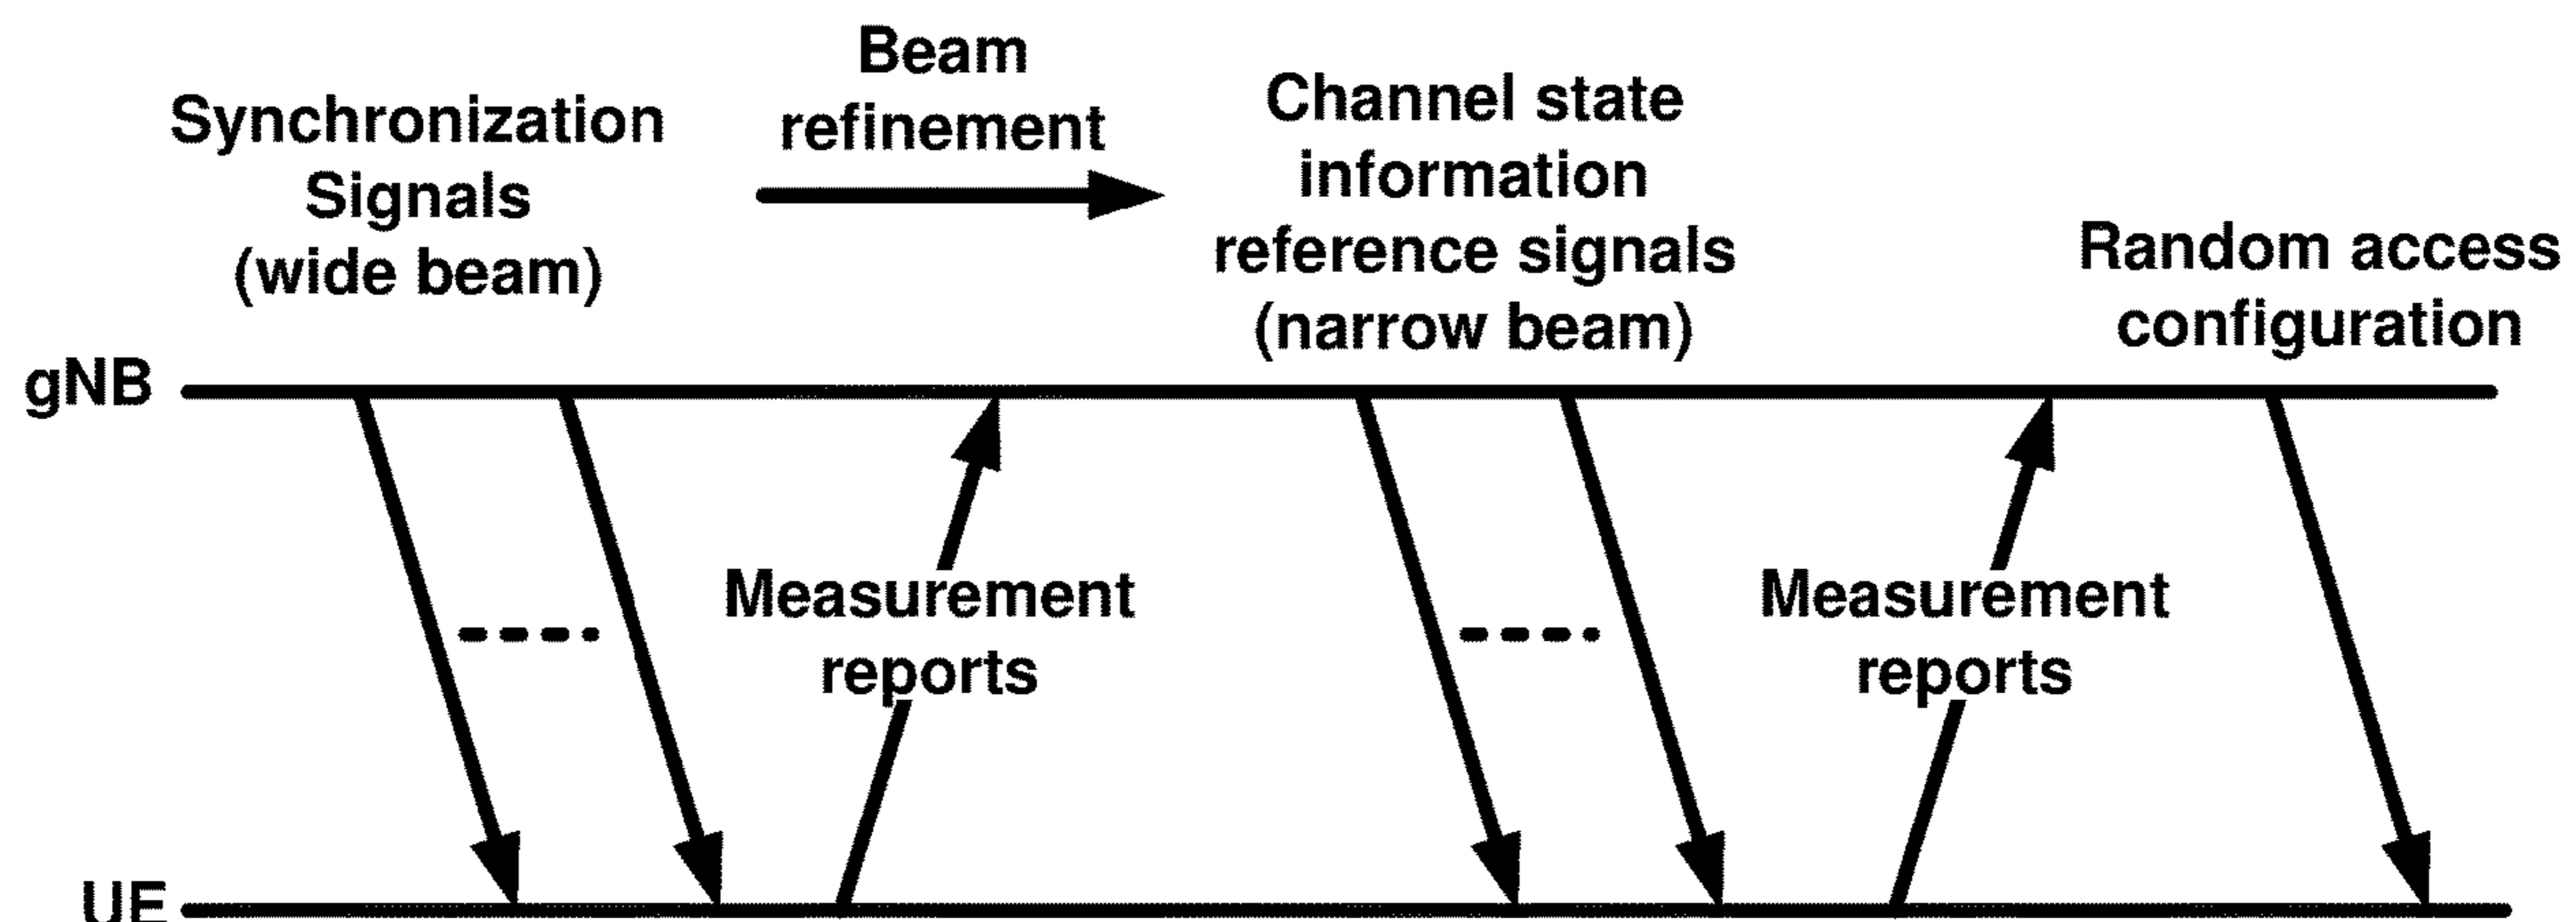 Beam
refinement
Synchronization
Signals
(wide beam)
Channel state
information
reference signals
(narrow beam)
Random access
configuration
gNB
Measurement
reports
Measurement
reports
UE